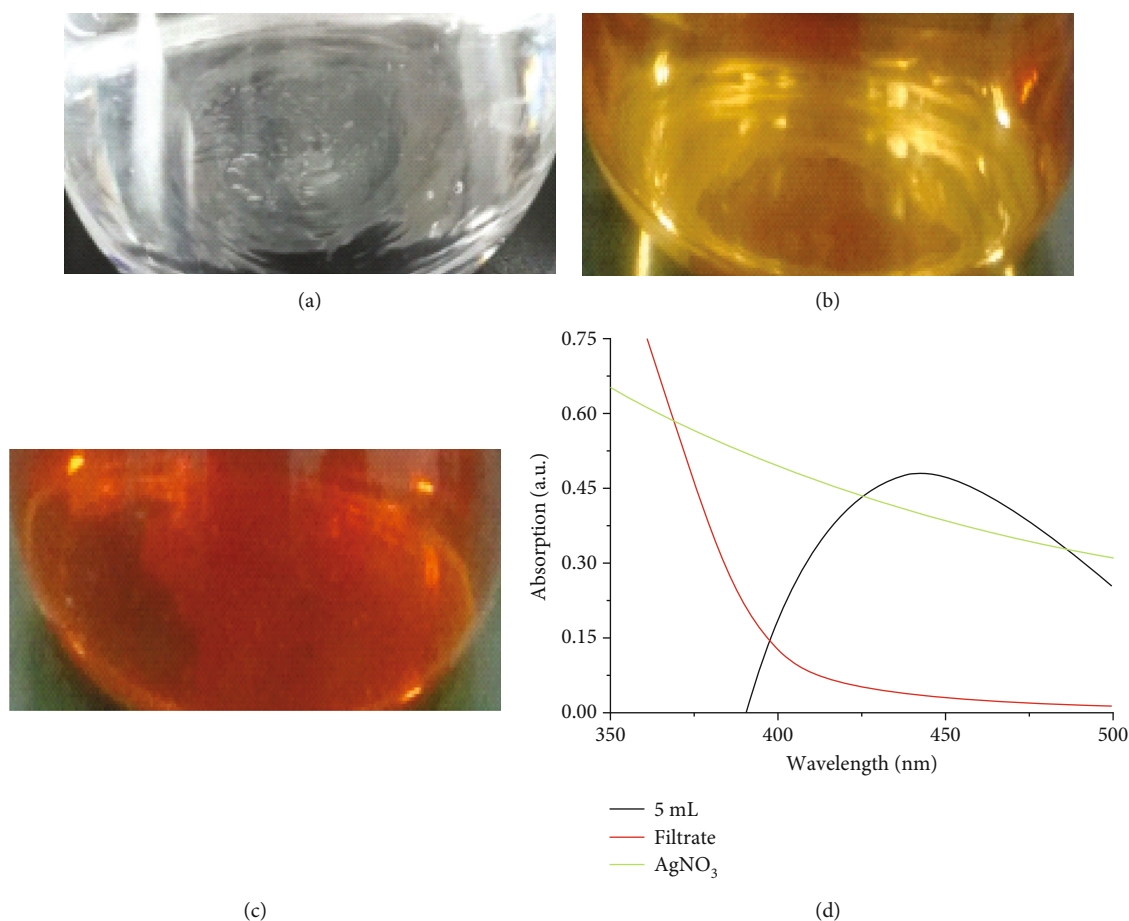 (a)
(b)
(c)
0.75
0.60
0.45
0.30
0.15
0.00
Absorption (a.u.)
350
400
450
500
Wavelength (nm)
5 mL
Filtrate
AgNO₃
(d)